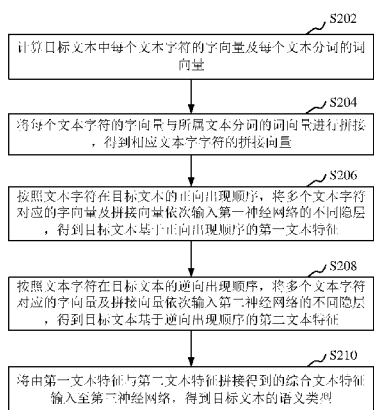 S202
计算目标文本中每个文本字符的字向量及每个文本分词的词
向量
S204
将每个文本字符的字向量与所属文本分词的词向量进行拼接
，得到相应文本字字符的拼接向量
S206
按照文本字符在目标文本的正向出现顺序，将多个文本字符
对应的字向量及拼接向量依次输入第一神经网络的不同隐层
，得到目标文本基于正向出现顺序的第一文本特征
S208
按照文本字符在目标文本的逆向出现顺序，将多个文本字符
对应的字向量及拼接向量依次输入第二神经网络的不同隐层
，得到目标文本基于逆向出现顺序的第二文本特征
S210
将由第一文本特征与第二文本特征拼接得到的综合文本特征
输入至第三神经网络，得到目标文本的语义类型